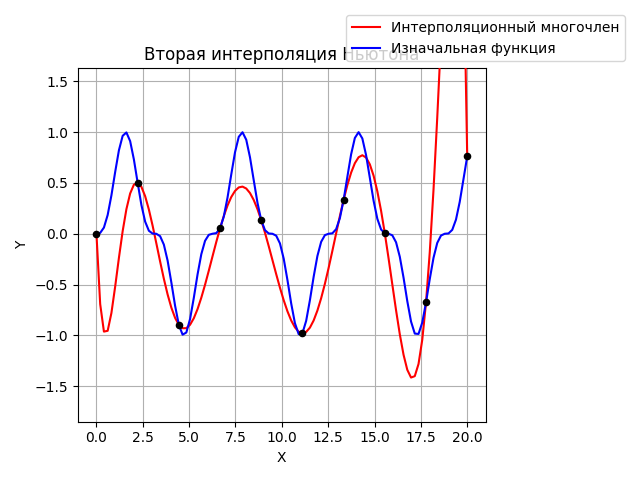 Интерполяционный многочлен
Изначальная функция
Вторая интерполяция Ньютона
1.5
1.0
0.5
0.0
−0.5
−1.0
−1.5
Y
0.0 2.5 5.0 7.5 10.0 12.5 15.0 17.5 20.0
X